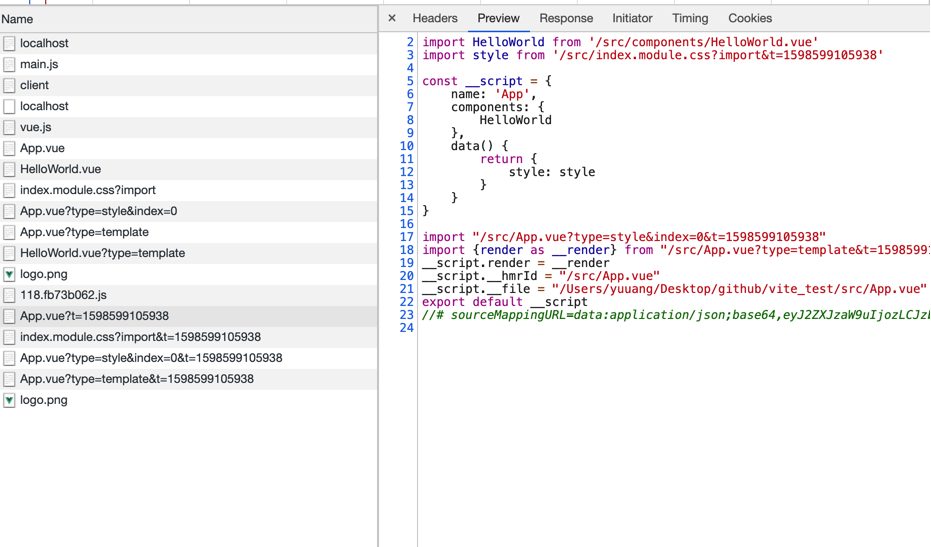 Name
localhost
main.js
client
localhost
vue.js
App.vue
HelloWorld.vue
index.module.css?import
App.vue?type=style&index=0
App.vue?type=template
HelloWorld.vue?type=template
logo.png
118.fb73b062.js
App.vue?t=1598599105938
index.module.css?import&t=1598599105938
App.vue?type=style&index=0&t=1598599105938
App.vue?type=template&t=1598599105938
logo.png
× Headers Preview Response Initiator Timing Cookies
2 import HelloWorld from '/src/components/HelloWorld.vue'
3 import style from '/src/index.module.css?import&t=1598599105938'
4
5 const __script = {
6     name: 'App',
7     components: {
8         HelloWorld
9     },
10     data() {
11         return {
12             style: style
13         }
14     }
15 }
16
17 import "/src/App.vue?type=style&index=0&t=1598599105938"
18 import {render as __render} from "/src/App.vue?type=template&t=159859910
19 __script.render = __render
20 __script.__hmrId = "/src/App.vue"
21 __script.__file = "/Users/yuuang/Desktop/github/vite_test/src/App.vue"
22 export default __script
23 //# sourceMappingURL=data:application/json;base64,eyJ2ZXJzaW9uIjozLCJzb
24